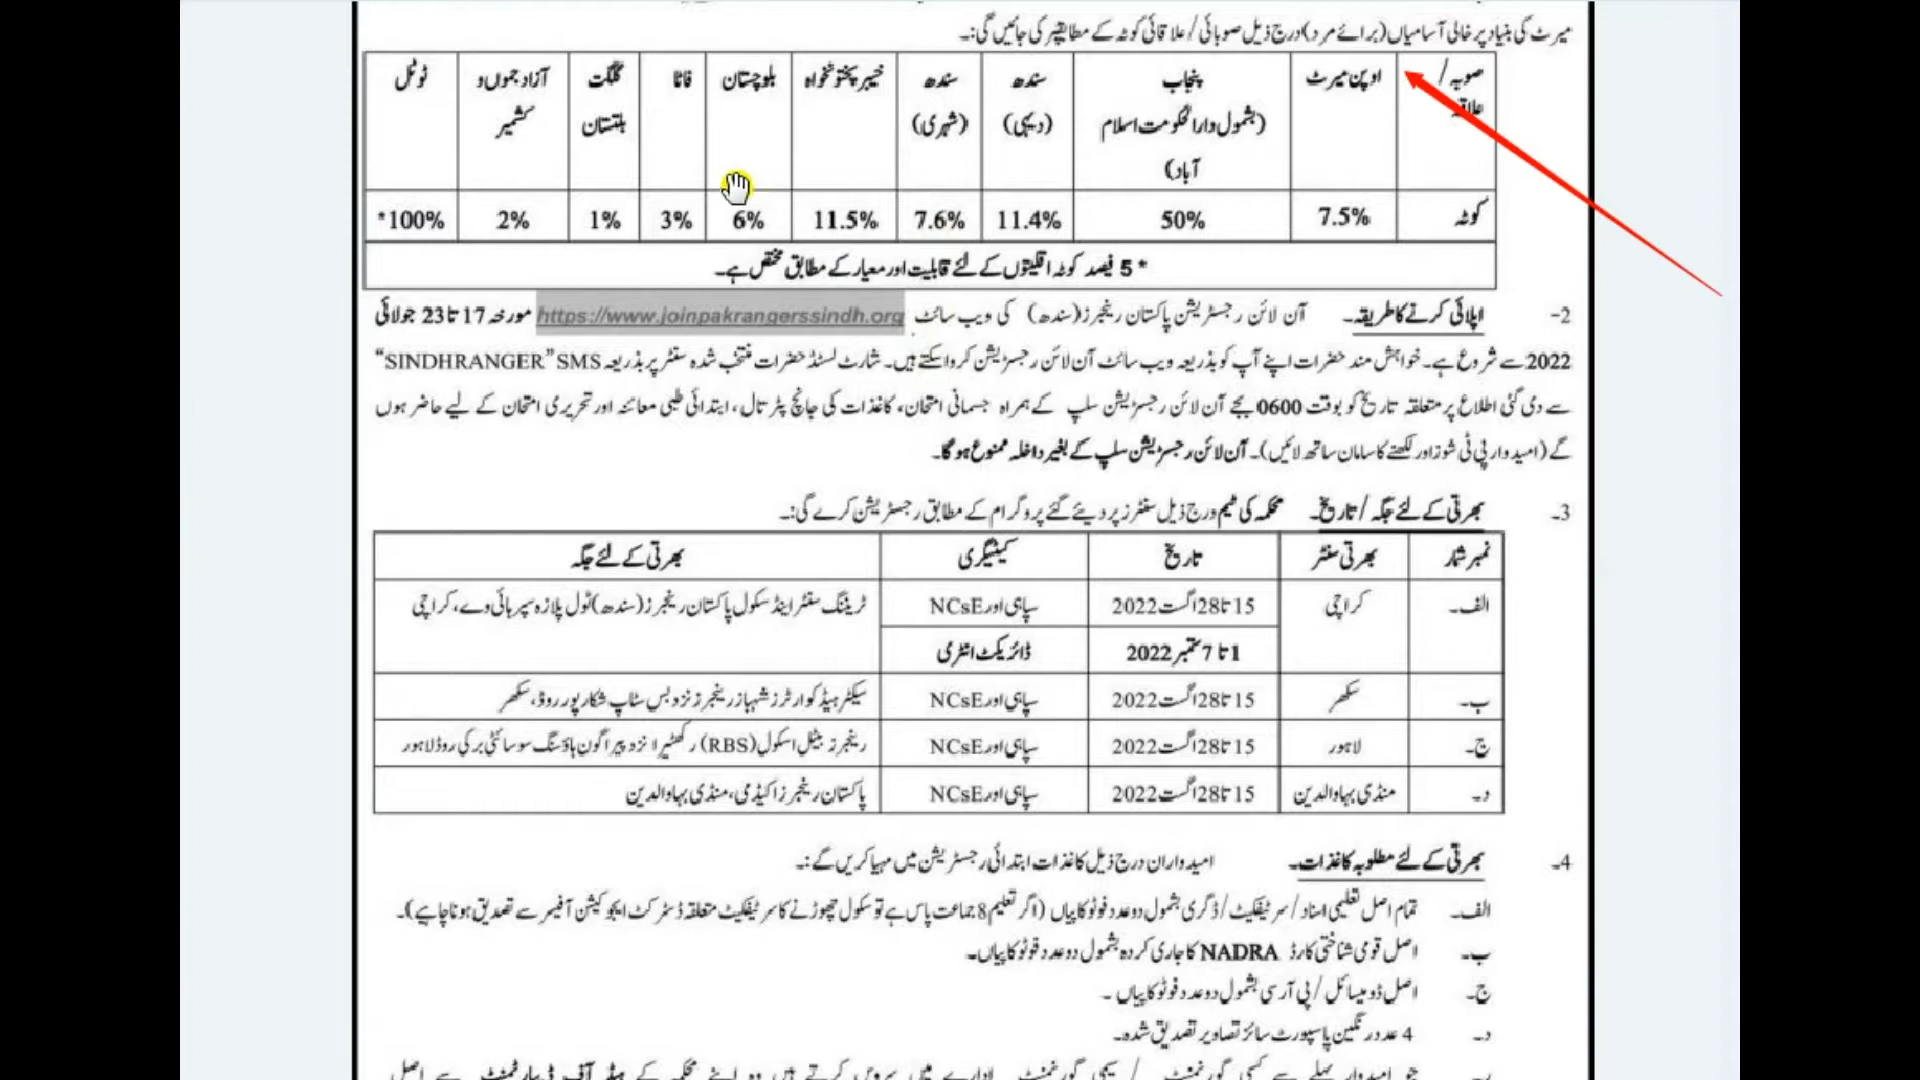 میرٹ کی بنیاد پر خالی آسامیاں (برائے مرد) درج ذیل صوبائی / علاقائی کوٹہ کے مطابق پُر کی جائیں گی:۔
صوبہ / علاقہ	اوپن میرٹ	پنجاب (بشمول دارالحکومت اسلام آباد)	سندھ (دیہی)	سندھ (شہری)	خیبر پختونخواہ	بلوچستان	فاٹا	گلگت بلتستان	آزاد جموں و کشمیر	ٹوٹل
کوٹہ	7.5%	50%	11.4%	7.6%	11.5%	6%	3%	1%	2%	100%*
* 5 فیصد کوٹہ اقلیتوں کے لئے قابلیت اور معیار کے مطابق مختص ہے۔
2۔ اپلائی کرنے کا طریقہ۔ آن لائن رجسٹریشن پاکستان رینجرز (سندھ) کی ویب سائٹ https://www.joinpakrangerssindh.org مورخہ 17 تا 23 جولائی
2022 سے شروع ہے۔ خواہش مند حضرات اپنے آپ کو بذریعہ ویب سائٹ آن لائن رجسٹریشن کرواسکتے ہیں۔ شارٹ لسٹڈ حضرات منتخب شدہ سنٹر پر بذریعہ SMS "SINDHRANGER"
سے دی گئی اطلاع پر متعلقہ تاریخ کو بوقت 0600 بجے آن لائن رجسٹریشن سلپ کے ہمراہ جسمانی امتحان، کاغذات کی جانچ پڑتال، ابتدائی طبی معائنہ اور تحریری امتحان کے لیے حاضر ہوں
گے (امیدوار پی ٹی شوز اور لکھنے کا سامان ساتھ لائیں)۔ آن لائن رجسٹریشن سلپ کے بغیر داخلہ ممنوع ہو گا۔
3۔ بھرتی کے لئے جگہ / تاریخ۔ محکمہ کی ٹیم درج ذیل سنٹرز پر دیئے گئے پروگرام کے مطابق رجسٹریشن کرے گی:۔
نمبر شمار	بھرتی سنٹر	تاریخ	کیٹیگری	بھرتی کے لئے جگہ
الف۔	کراچی	15 تا 28 اگست 2022	سپاہی اور NCsE	ٹریننگ سنٹر اینڈ سکول پاکستان رینجرز (سندھ) ٹول پلازہ سپر ہائی وے، کراچی
1 تا 7 ستمبر 2022	ڈائریکٹ انٹری
ب۔	سکھر	15 تا 28 اگست 2022	سپاہی اور NCsE	سیکٹر ہیڈ کوارٹرز شہباز رینجرز نزد بس سٹاپ شکار پور روڈ، سکھر
ج۔	لاہور	15 تا 28 اگست 2022	سپاہی اور NCsE	رینجرز بیٹل اسکول (RBS) نزد پیراگون ہاؤسنگ سوسائٹی برکی روڈ لاہور
د۔	منڈی بہاوالدین	15 تا 28 اگست 2022	سپاہی اور NCsE	پاکستان رینجرز اکیڈمی، منڈی بہاوالدین
4۔ بھرتی کے لئے مطلوبہ کاغذات۔ امیدواران درج ذیل کاغذات ابتدائی رجسٹریشن میں مہیا کریں گے:۔
الف۔ تمام اصل تعلیمی اسناد / سرٹیفکیٹ / ڈگری بشمول دو عدد فوٹو کاپیاں (اگر تعلیم 8 جماعت پاس ہے تو سکول چھوڑنے کا سرٹیفکیٹ متعلقہ ڈسٹرکٹ ایجوکیشن آفیسر سے تصدیق ہونا چاہیے)۔
ب۔ اصل قومی شناختی کارڈ NADRA کا جاری کردہ بشمول دو عدد فوٹو کاپیاں۔
ج۔ اصل ڈومیسائل / پی آر سی بشمول دو عدد فوٹو کاپیاں۔
د۔ 4 عدد رنگین پاسپورٹ سائز تصاویر تصدیق شدہ۔